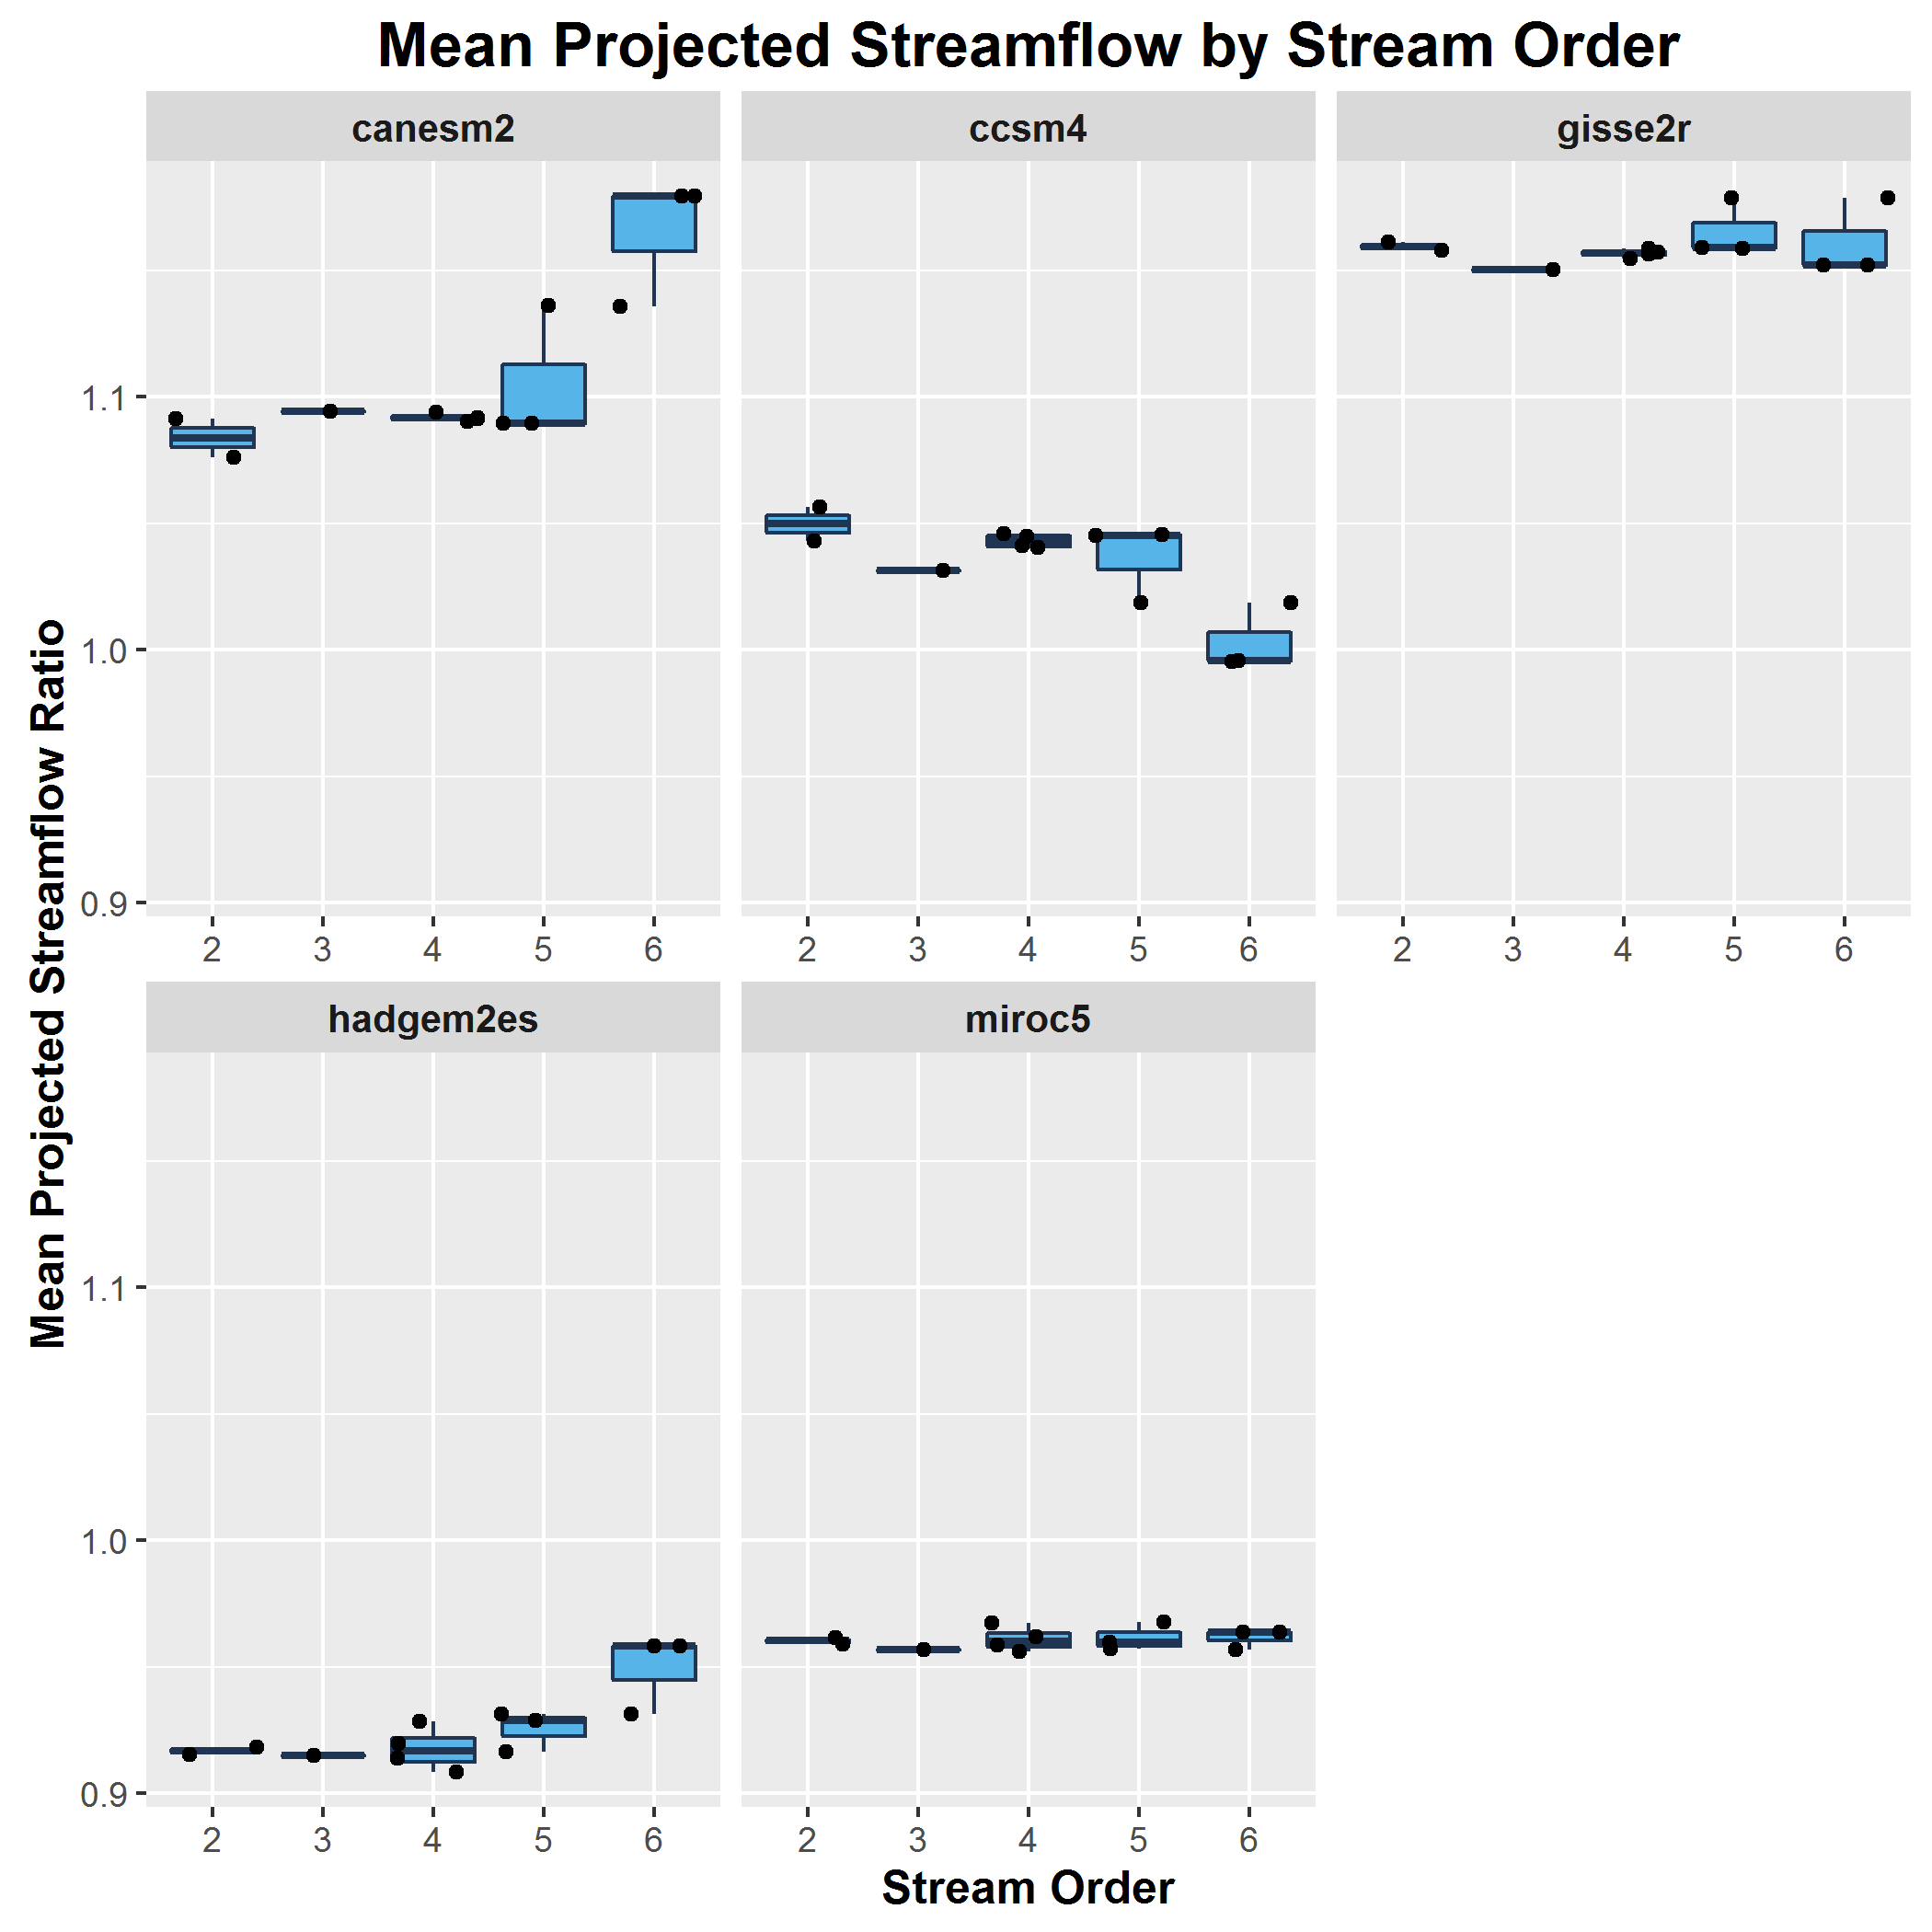 Mean Projected Streamflow by Stream Order
canesm2
ccsm4
gisse2r
Mean Projected Streamflow Ratio
1.1
1.0
0.9
2 3 4 5 6
2 3 4 5 6
2 3 4 5 6
hadgem2es
miroc5
1.1
1.0
0.9
2 3 4 5 6
2 3 4 5 6
Stream Order